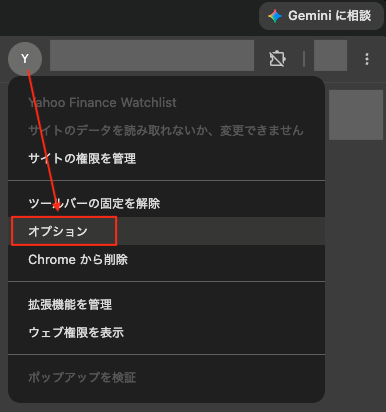 Gemini に相談
Y
Yahoo Finance Watchlist
サイトのデータを読み取れないか、変更できません
サイトの権限を管理
ツールバーの固定を解除
オプション
Chrome から削除
拡張機能を管理
ウェブ権限を表示
ポップアップを検証